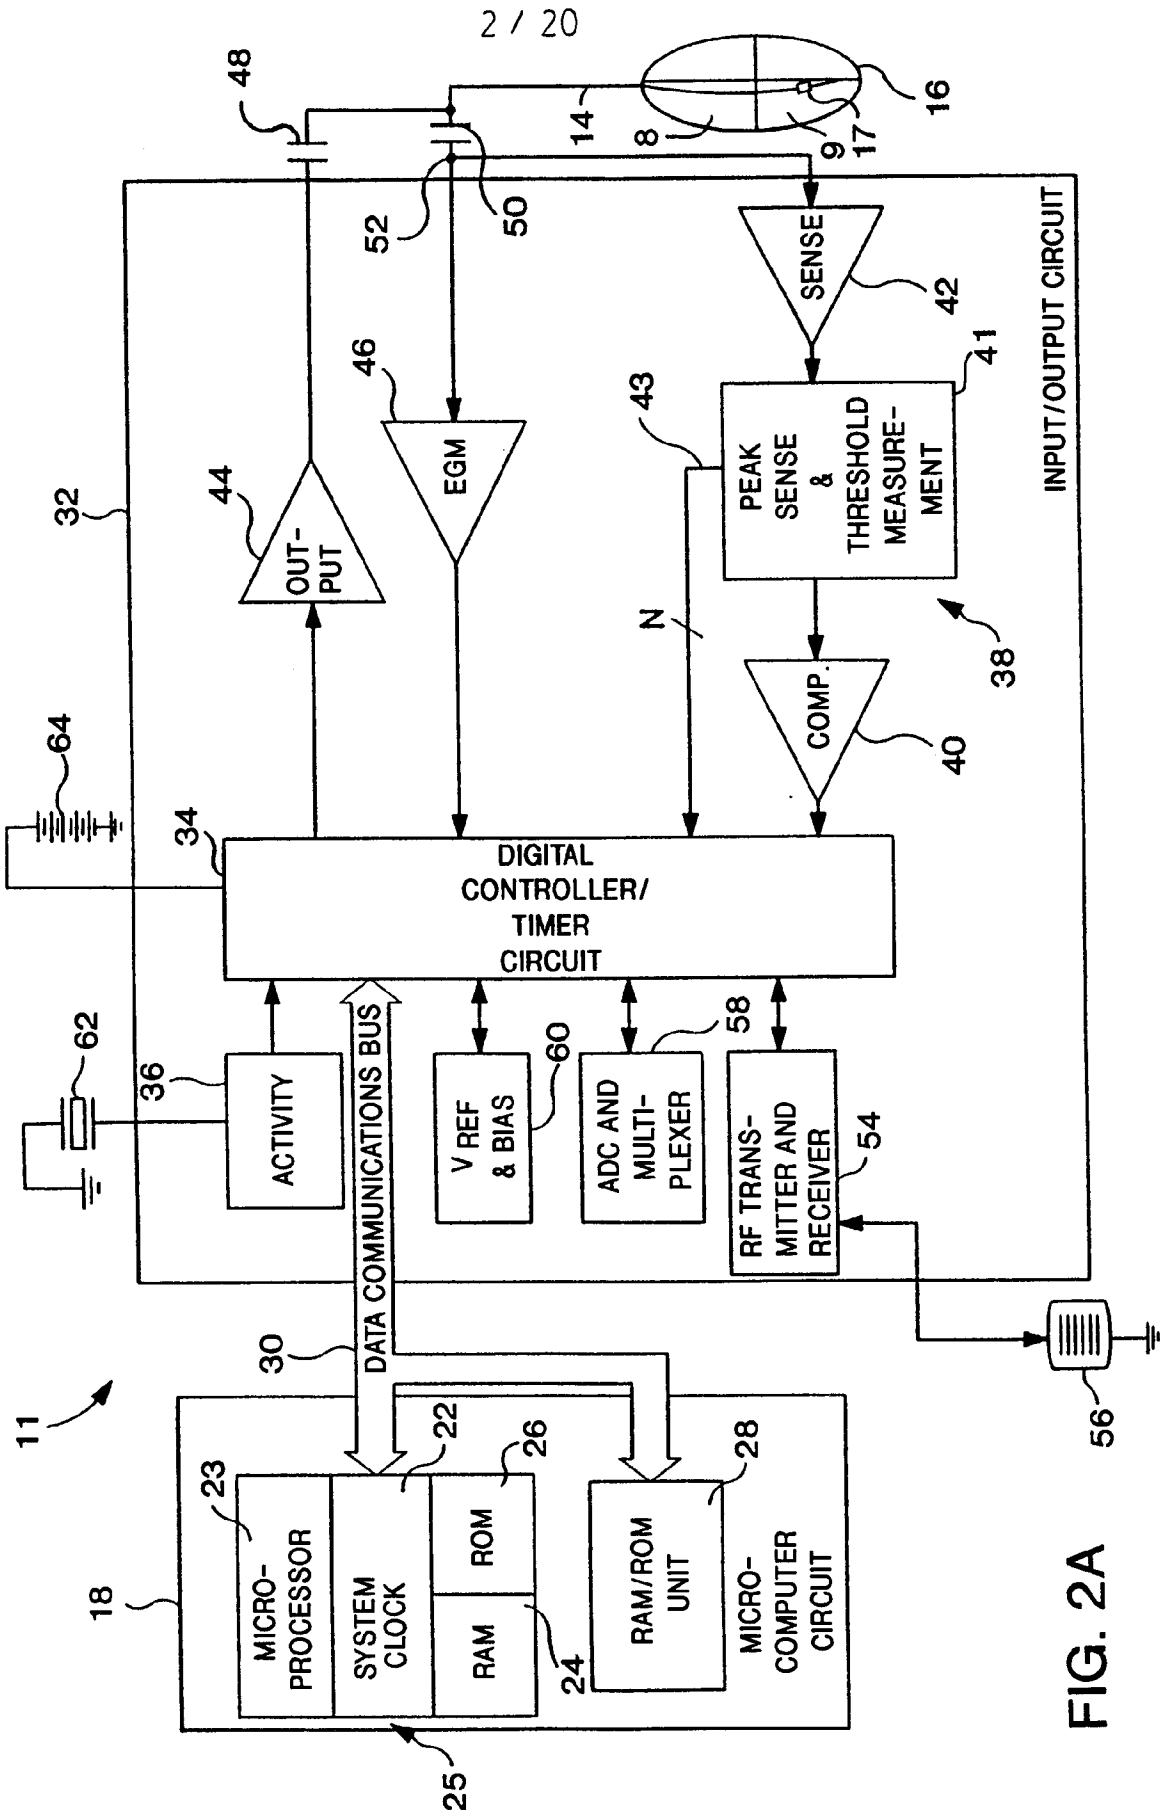 2 / 20
11
18
23
MICRO-
PROCESSOR
SYSTEM
CLOCK
22
RAM
24
ROM
26
25
RAM/ROM
UNIT
28
MICRO-
COMPUTER
CIRCUIT
30
DATA COMMUNICATIONS BUS
62
36
ACTIVITY
V REF
& BIAS
60
ADC AND
MULTI-
PLEXER
58
RF TRANS-
MITTER AND
RECEIVER
54
56
64
34
DIGITAL
CONTROLLER/
TIMER
CIRCUIT
32
44
OUT-
PUT
46
EGM
43
N
PEAK
SENSE
&
THRESHOLD
MEASURE-
MENT
41
COMP.
40
38
SENSE
42
48
52
50
14
8
9
17
16
INPUT/OUTPUT CIRCUIT
FIG. 2A